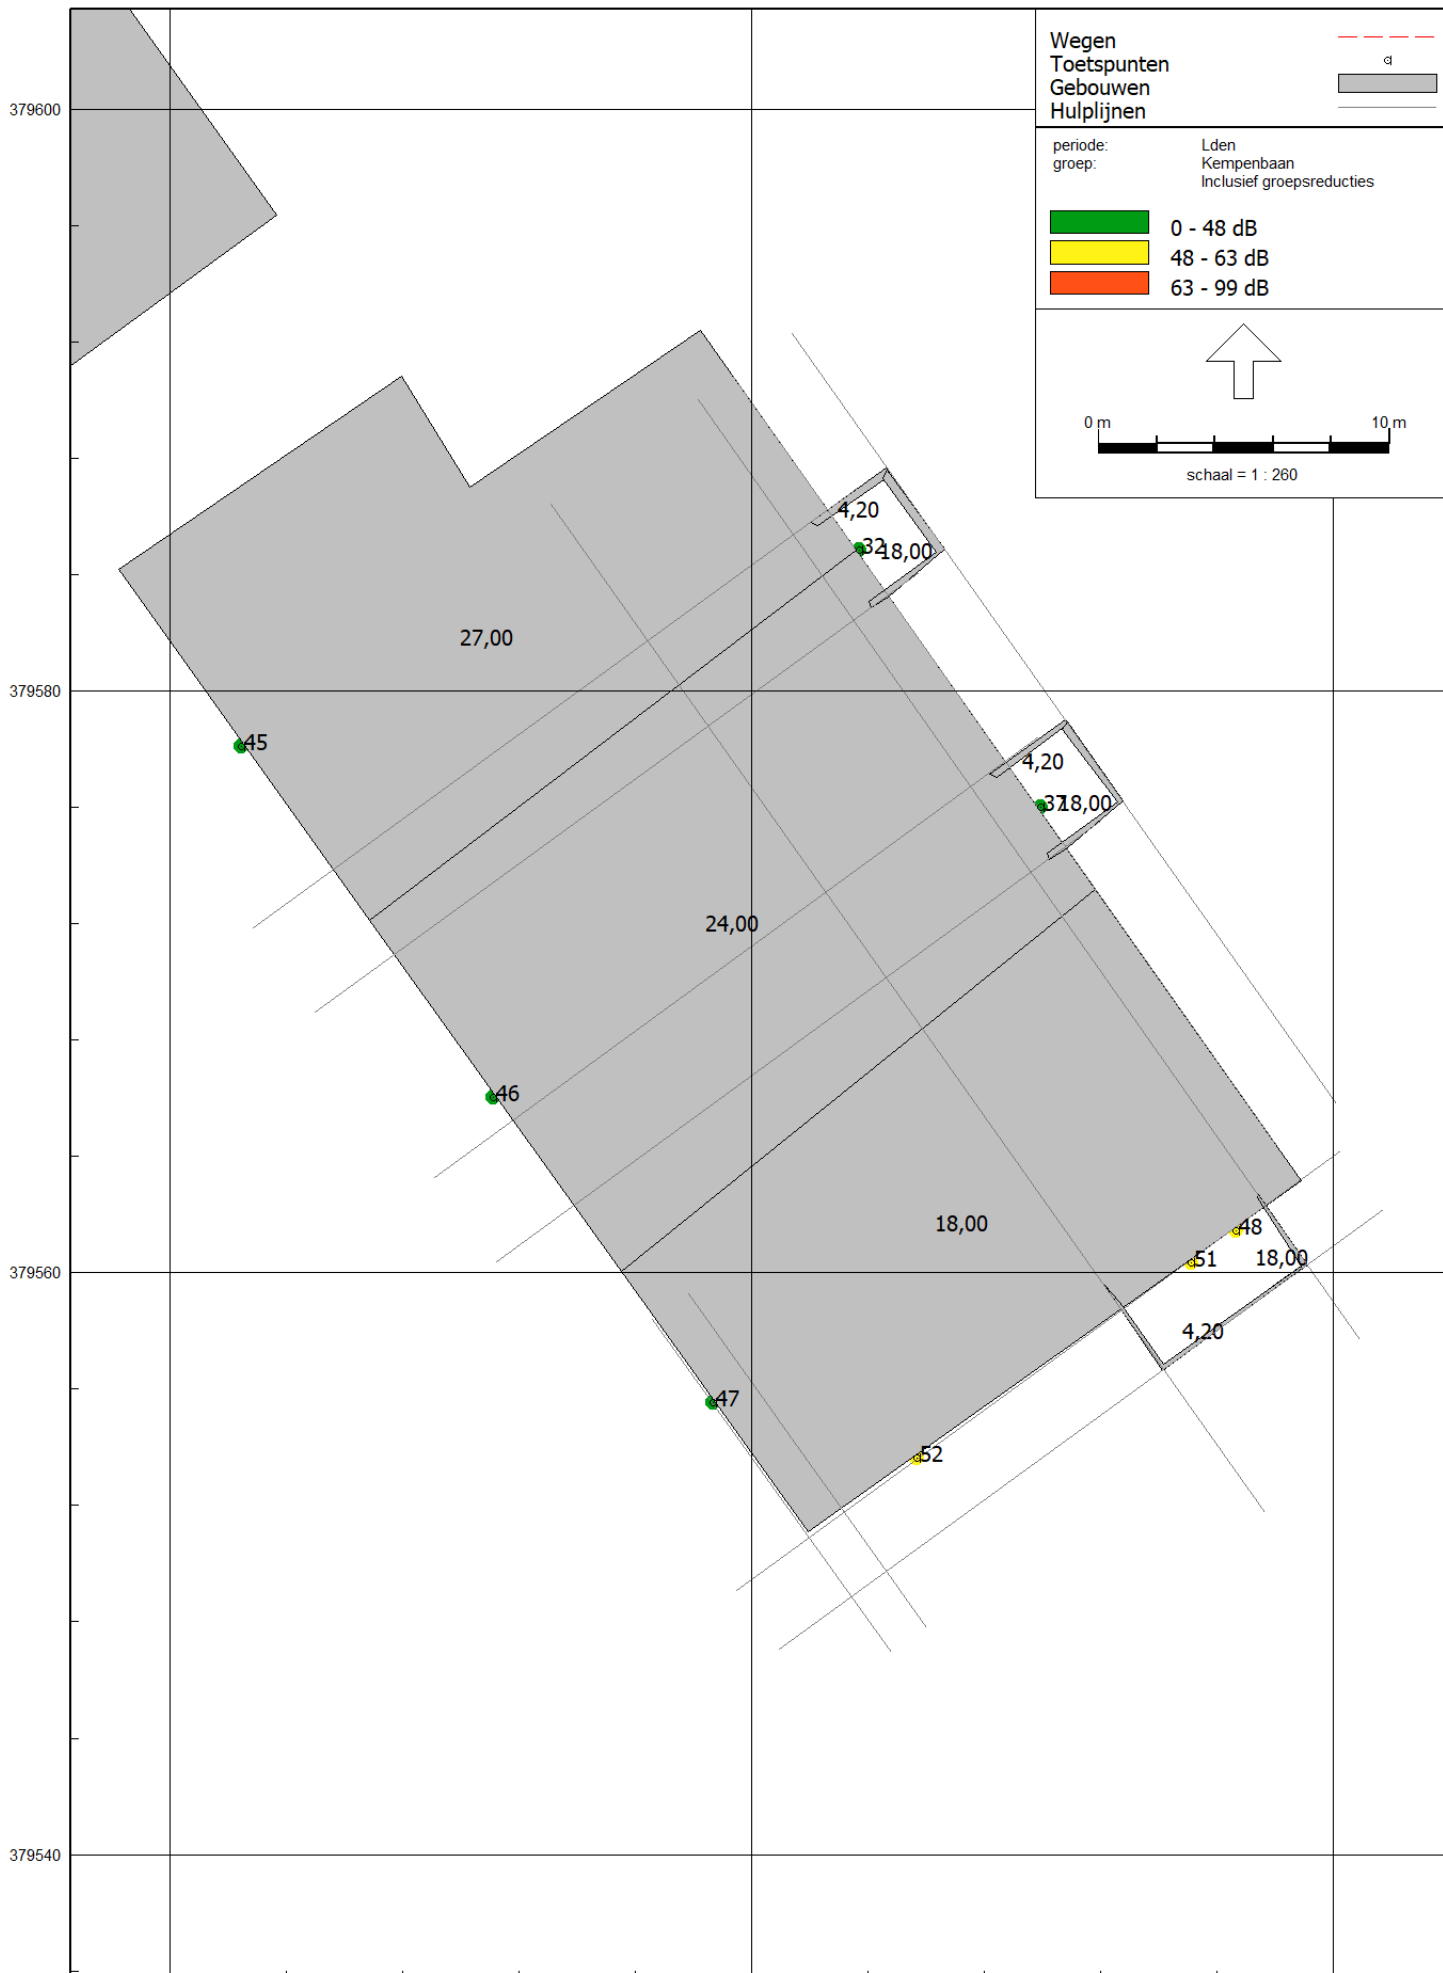 Wegen
Toetspunten
Gebouwen
Hulplijnen
periode: Lden
groep: Kempenbaan
Inclusief groepsreducties
0 - 48 dB
48 - 63 dB
63 - 99 dB
0 m 10 m
schaal = 1 : 260
379600
4,20
32 18,00
27,00
379580
45
4,20
37 18,00
24,00
46
18,00
48
51 18,00
379560
4,20
47
52
379540